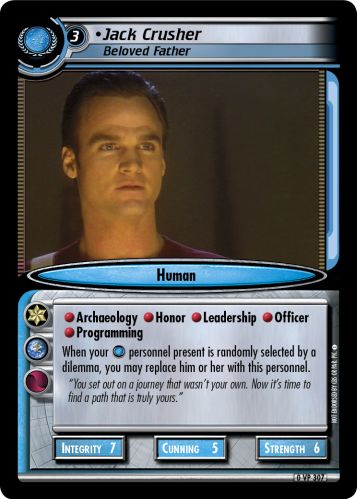 3
•Jack Crusher
Beloved Father
Human
Archaeology Honor Leadership Officer
Programming
When your personnel present is randomly selected by a
dilemma, you may replace him or her with this personnel.
"You set out on a journey that wasn't your own. Now it's time to
find a path that is truly yours."
INTEGRITY 7 CUNNING 5 STRENGTH 6
0 VP 307